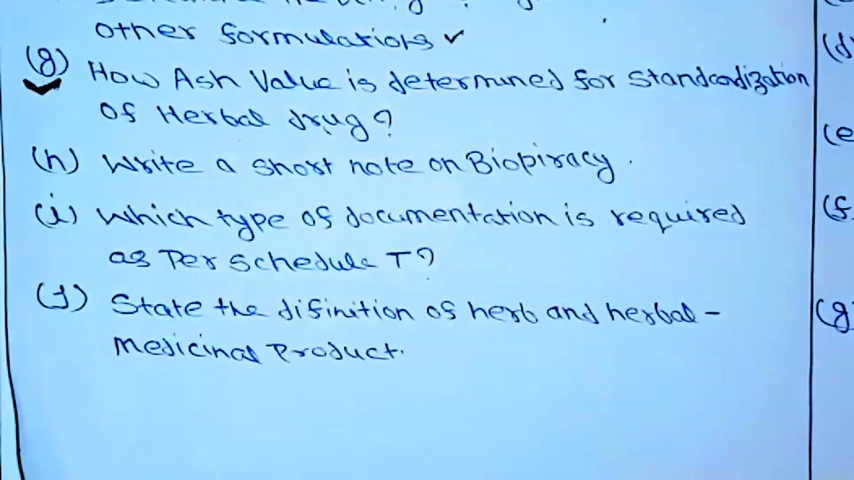 other formulations ✓
(g) How Ash Value is determined for standardization
of Herbal drug?
(h) Write a short note on Biopiracy.
(i) Which type of documentation is required
as Per schedule T?
(J) State the difinition of herb and herbal-
medicinal Product.
(d
(e
(f
(g